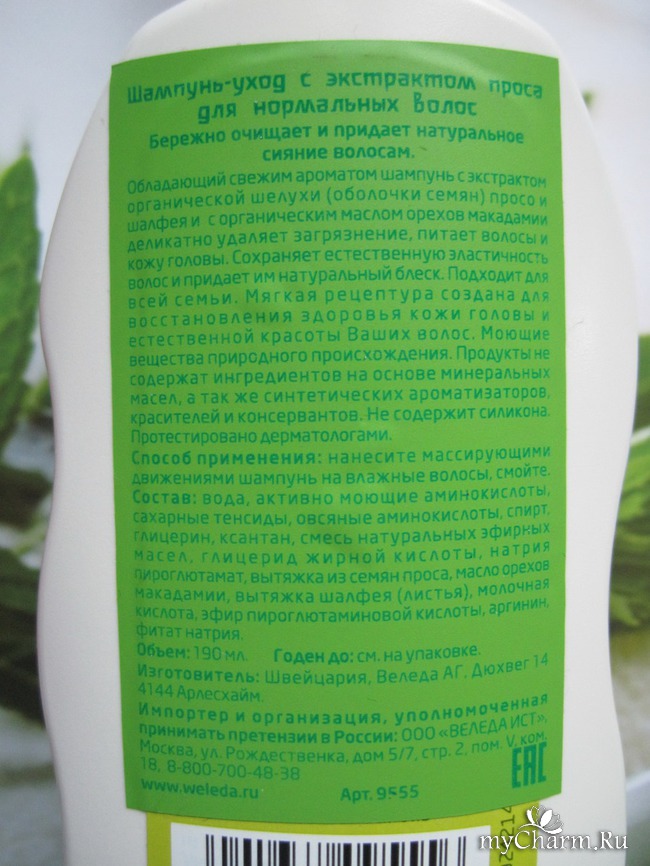 Шампунь-уход с экстрактом проса
для нормальных волос
Бережно очищает и придает натуральное
сияние волосам.
Обладающий свежим ароматом шампунь с экстрактом
органической шелухи (оболочки семян) просо и
шалфея и с органическим маслом орехов макадамии
деликатно удаляет загрязнение, питает волосы и
кожу головы. Сохраняет естественную эластичность
волос и придает им натуральный блеск. Подходит для
всей семьи. Мягкая рецептура создана для
восстановления здоровья кожи головы и
естественной красоты Ваших волос. Моющие
вещества природного происхождения. Продукты не
содержат ингредиентов на основе минеральных
масел, а так же синтетических ароматизаторов,
красителей и консервантов. Не содержит силикона.
Протестировано дерматологами.
Способ применения: нанесите массирующими
движениями шампунь на влажные волосы, смойте.
Состав: вода, активно моющие аминокислоты,
сахарные тенсиды, овсяные аминокислоты, спирт,
глицерин, ксантан, смесь натуральных эфирных
масел, глицерид жирной кислоты, натрия
пироглутамат, вытяжка из семян проса, масло орехов
макадамии, вытяжка шалфея (листья), молочная
кислота, эфир пироглутаминовой кислоты, аргинин,
фитат натрия.
Объем: 190 мл. Годен до: см. на упаковке.
Изготовитель: Швейцария, Веледа АГ, Дюхвег 14
4144 Арлесхайм.
Импортер и организация, уполномоченная
принимать претензии в России: ООО «ВЕЛЕДА ИСТ»,
Москва, ул. Рождественка, дом 5/7, стр. 2, пом. V, ком.
18, 8-800-700-48-38
www.weleda.ru Арт. 9555
EAC
myCharm.Ru